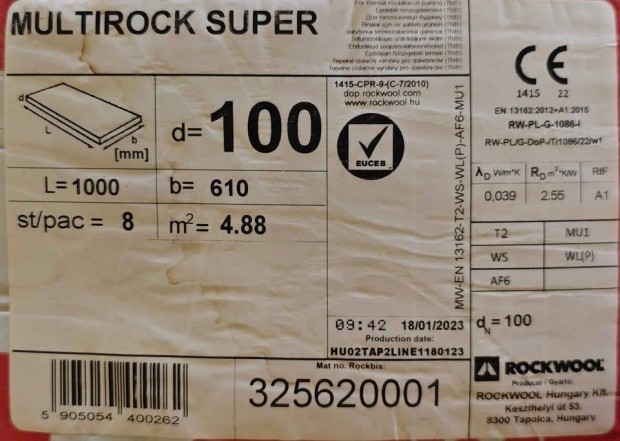 MULTIROCK SUPER
For thermal insulation in building (ThIB)
1415-CPR-9-(C-7/2010)
dop.rockwool.com
www.rockwool.hu
CE
1415 22
EN 13162:2012+A1:2015
RW-PL-G-1086-I
RW-PL/G-DoP-/T/1086/22/w1
d
L
b
[mm]
d= 100
EUCEB
L= 1000 b= 610
st/pac = 8 m²= 4.88
MW-EN 13162-T2-WS-WL(P)-AF6-MU1
λD W/m*K RD m²*K/W RtF
0,039 2.55 A1
T2 MU1
WS WL(P)
AF6
09:42 18/01/2023
Production date:
HU02TAP2LINE1180123
dN = 100
Mat no. Rockbis:
325620001
5 905054 400262
ROCKWOOL
Producer / Gyártó:
ROCKWOOL Hungary Kft.
Keszthelyi út 53.
8300 Tapolca, Hungary